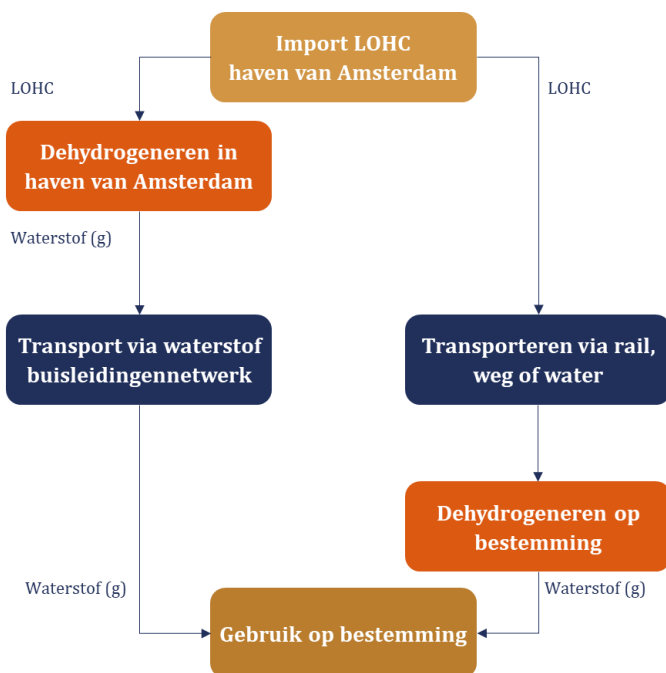 Import LOHC
haven van Amsterdam
LOHC
LOHC
Dehydrogeneren in
haven van Amsterdam
Waterstof (g)
Transport via waterstof
buisleidingennetwerk
Transporteren via rail,
weg of water
Dehydrogeneren op
bestemming
Waterstof (g)
Waterstof (g)
Gebruik op bestemming